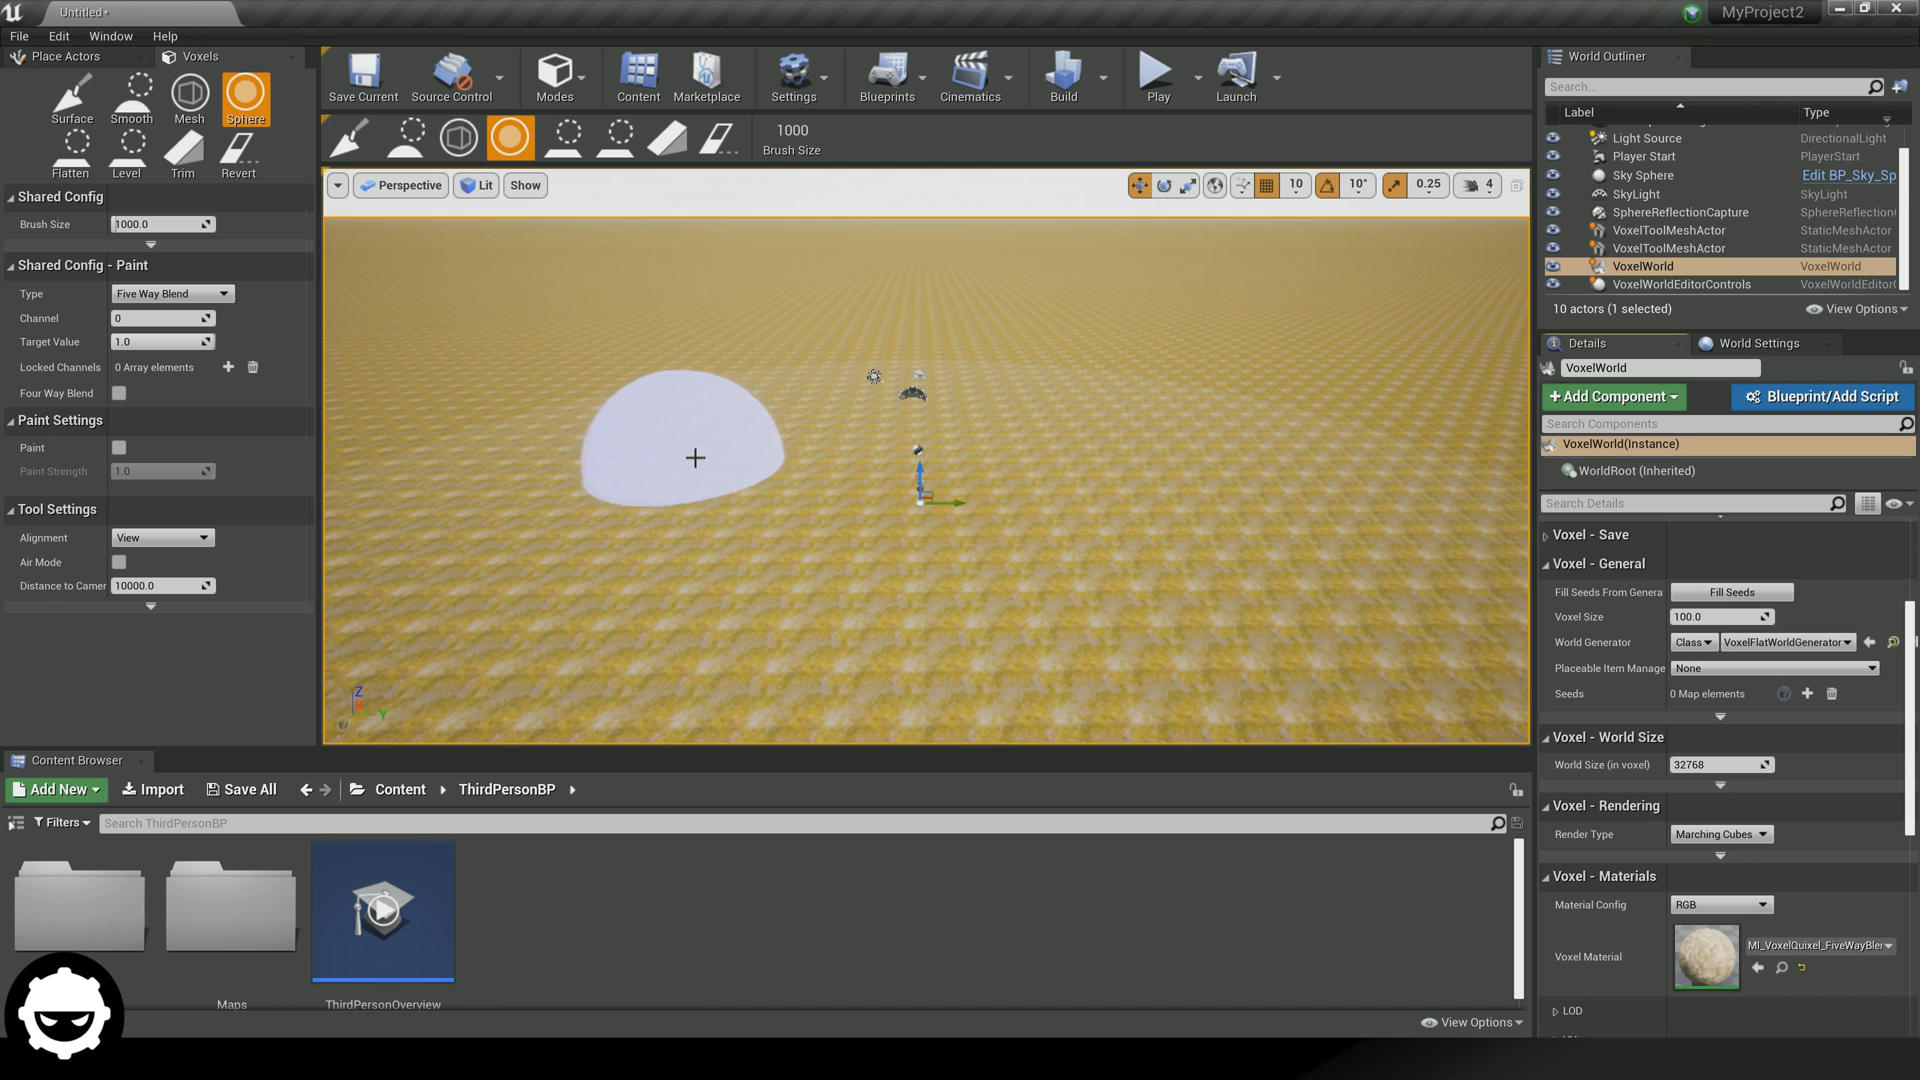 Untitled*
MyProject2
File Edit Window Help
Place Actors
Voxels
Surface Smooth Mesh Sphere
Flatten Level Trim Revert
Shared Config
Brush Size 1000.0
Shared Config - Paint
Type Five Way Blend
Channel 0
Target Value 1.0
Locked Channels 0 Array elements
Four Way Blend
Paint Settings
Paint
Paint Strength 1.0
Tool Settings
Alignment View
Air Mode
Distance to Camer 10000.0
Save Current Source Control Modes Content Marketplace Settings Blueprints Cinematics Build Play Launch
1000
Brush Size
Perspective Lit Show
10 10° 0.25 4
Z
X
Y
World Outliner
Search...
Label Type
Light Source DirectionalLight
Player Start PlayerStart
Sky Sphere Edit BP_Sky_Sp
SkyLight SkyLight
SphereReflectionCapture SphereReflection
VoxelToolMeshActor StaticMeshActor
VoxelToolMeshActor StaticMeshActor
VoxelWorld VoxelWorld
VoxelWorldEditorControls VoxelWorldEditor
10 actors (1 selected) View Options
Details World Settings
VoxelWorld
+Add Component Blueprint/Add Script
Search Components
VoxelWorld(Instance)
WorldRoot (Inherited)
Search Details
Voxel - Save
Voxel - General
Fill Seeds From Genera Fill Seeds
Voxel Size 100.0
World Generator Class VoxelFlatWorldGenerator
Placeable Item Manage None
Seeds 0 Map elements
Voxel - World Size
World Size (in voxel) 32768
Voxel - Rendering
Render Type Marching Cubes
Voxel - Materials
Material Config RGB
Voxel Material MI_VoxelQuixel_FiveWayBler
LOD
Content Browser
Add New Import Save All Content ThirdPersonBP
Filters Search ThirdPersonBP
Maps ThirdPersonOverview
View Options